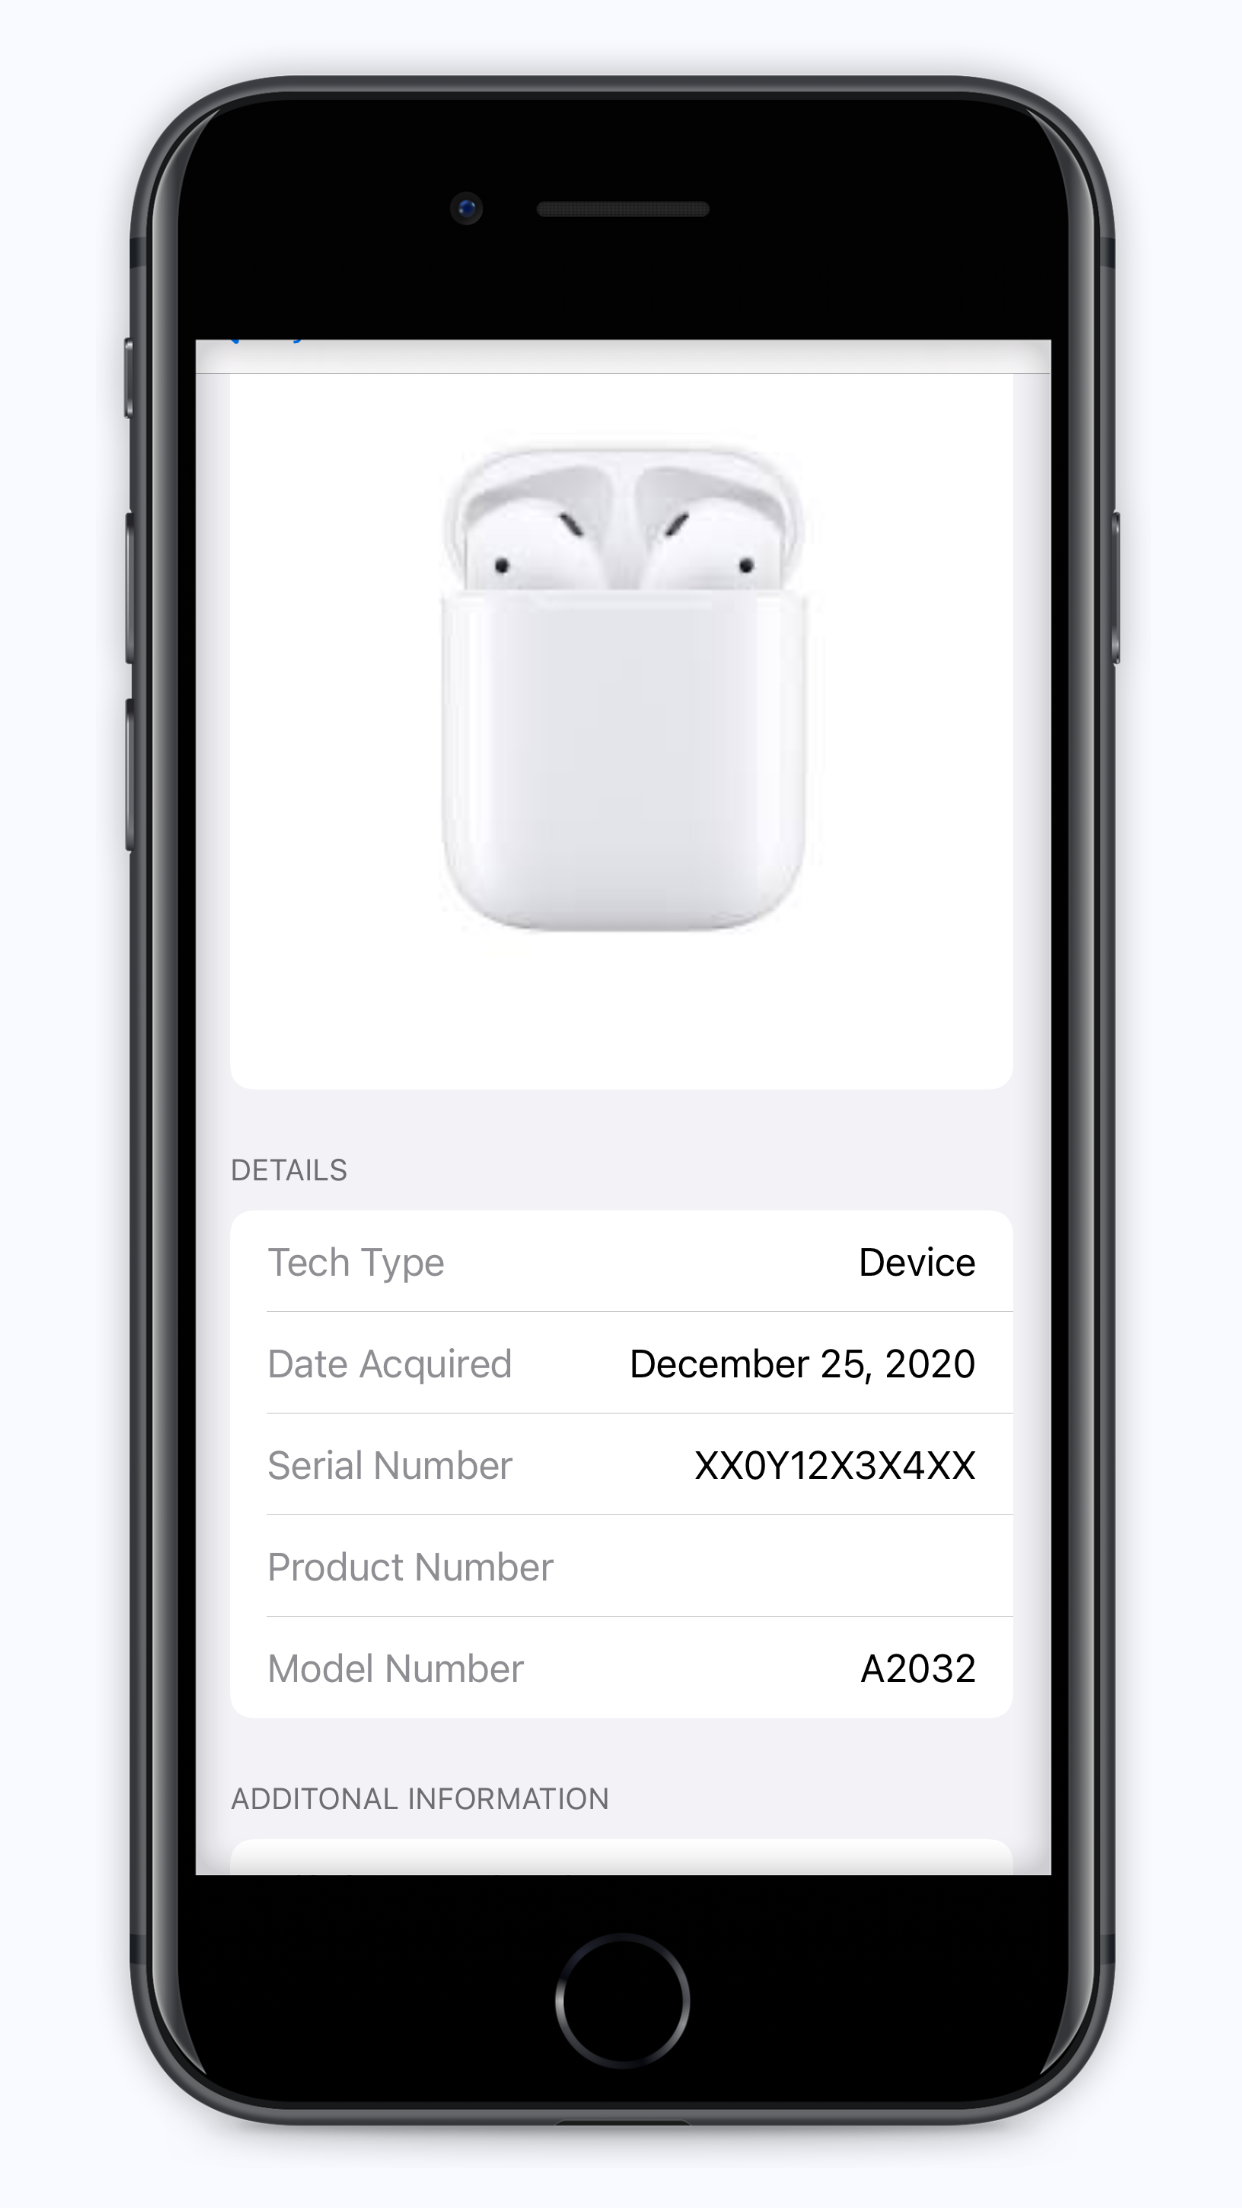 DETAILS
Tech Type Device
Date Acquired December 25, 2020
Serial Number XX0Y12X3X4XX
Product Number
Model Number A2032
ADDITONAL INFORMATION